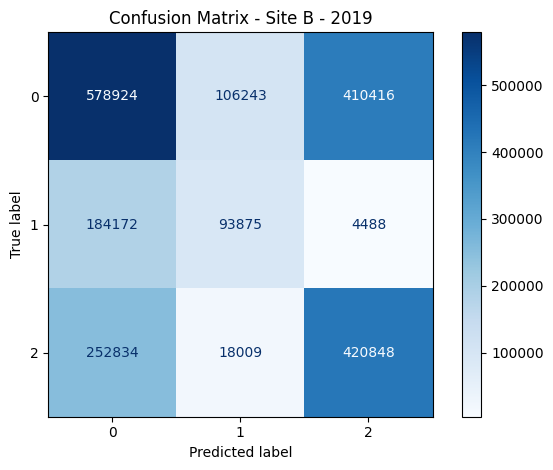 Confusion Matrix - Site B - 2019
0 578924 106243 410416
1 184172 93875 4488
2 252834 18009 420848
0 1 2
Predicted label
True label
500000
400000
300000
200000
100000